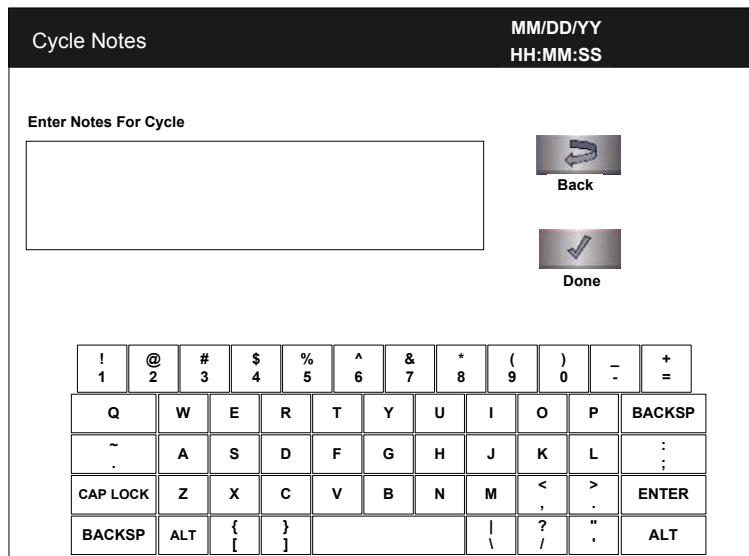 Cycle Notes
MM/DD/YY
HH:MM:SS
Enter Notes For Cycle
Back
Done
! @ # $ % ^ & * ( ) _ +
1 2 3 4 5 6 7 8 9 0 - =
Q W E R T Y U I O P BACKSP
~ :
A S D F G H J K L
. ;
< >
CAP LOCK Z X C V B N M ENTER
, .
{ } | ? "
BACKSP ALT ALT
[ ] \ / '